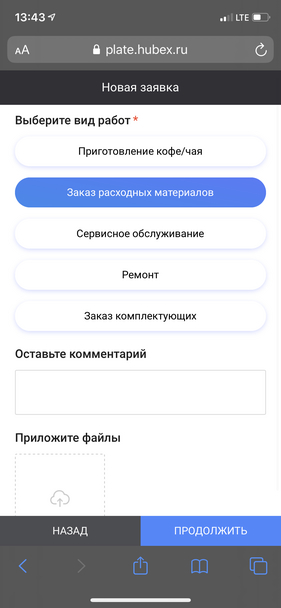 13:43
LTE
AA
plate.hubex.ru
Новая заявка
Выберите вид работ *
Приготовление кофе/чая
Заказ расходных материалов
Сервисное обслуживание
Ремонт
Заказ комплектующих
Оставьте комментарий
Приложите файлы
НАЗАД
ПРОДОЛЖИТЬ